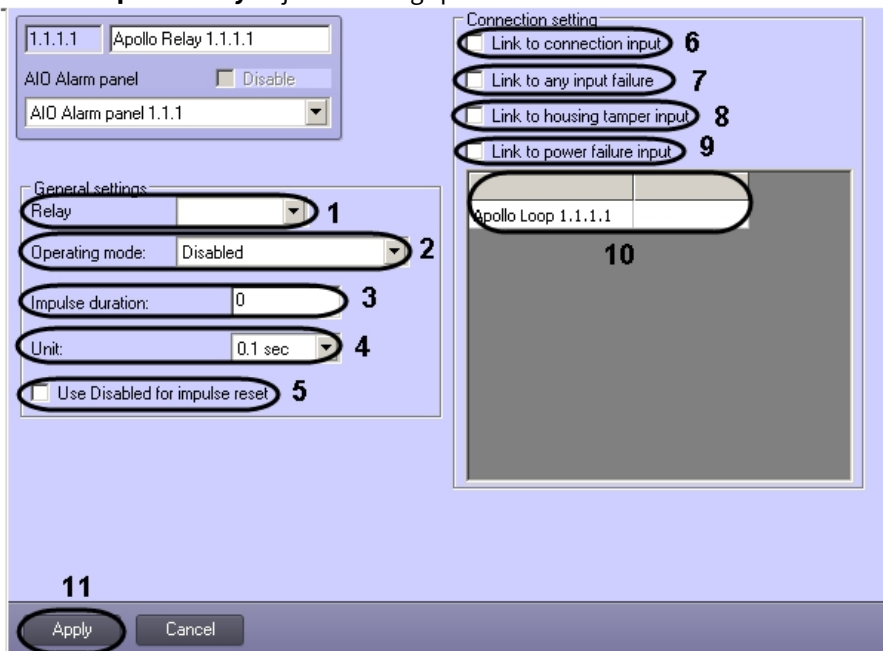 1.1.1.1 Apollo Relay 1.1.1.1
AIO Alarm panel Disable
AIO Alarm panel 1.1.1
General settings
Relay 1
Operating mode: Disabled 2
Impulse duration: 0 3
Unit: 0.1 sec 4
Use Disabled for impulse reset 5
Connection setting
Link to connection input 6
Link to any input failure 7
Link to housing tamper input 8
Link to power failure input 9
Apollo Loop 1.1.1.1
10
11
Apply Cancel